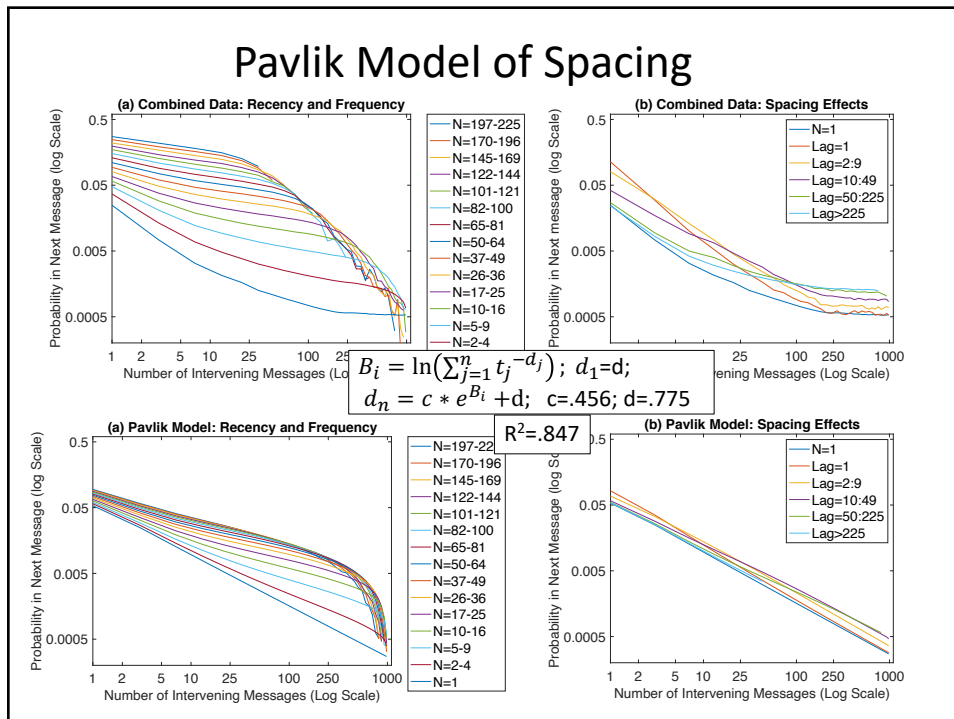 Pavlik Model of Spacing
(a) Combined Data: Recency and Frequency
Probability in Next Message (log Scale)
0.5
0.05
0.005
0.0005
1 2 5 10 25 100 250 1000
Number of Intervening Messages (Log
N=197-225
N=170-196
N=145-169
N=122-144
N=101-121
N=82-100
N=65-81
N=50-64
N=37-49
N=26-36
N=17-25
N=10-16
N=5-9
N=2-4
(b) Combined Data: Spacing Effects
Probability in Next message (log Scale)
0.5
0.05
0.005
0.0005
1 2 5 10 25 100 250 1000
Intervening Messages (Log Scale)
N=1
Lag=1
Lag=2:9
Lag=10:49
Lag=50:225
Lag>225
B_i = ln(∑_{j=1}^{n} t_j^{-d_j}) ; d_1=d;
d_n = c * e^{B_i} +d; c=.456; d=.775
R²=.847
(a) Pavlik Model: Recency and Frequency
Probability in Next Message (log Scale)
0.5
0.05
0.005
0.0005
1 2 5 10 25 100 250 1000
Number of Intervening Messages (Log Scale)
N=197-22
N=170-196
N=145-169
N=122-144
N=101-121
N=82-100
N=65-81
N=50-64
N=37-49
N=26-36
N=17-25
N=10-16
N=5-9
N=2-4
N=1
(b) Pavlik Model: Spacing Effects
Probability in Next Message (log Scale)
0.5
0.05
0.005
0.0005
1 2 5 10 25 100 250 1000
Number of Intervening Messages (Log Scale)
N=1
Lag=1
Lag=2:9
Lag=10:49
Lag=50:225
Lag>225